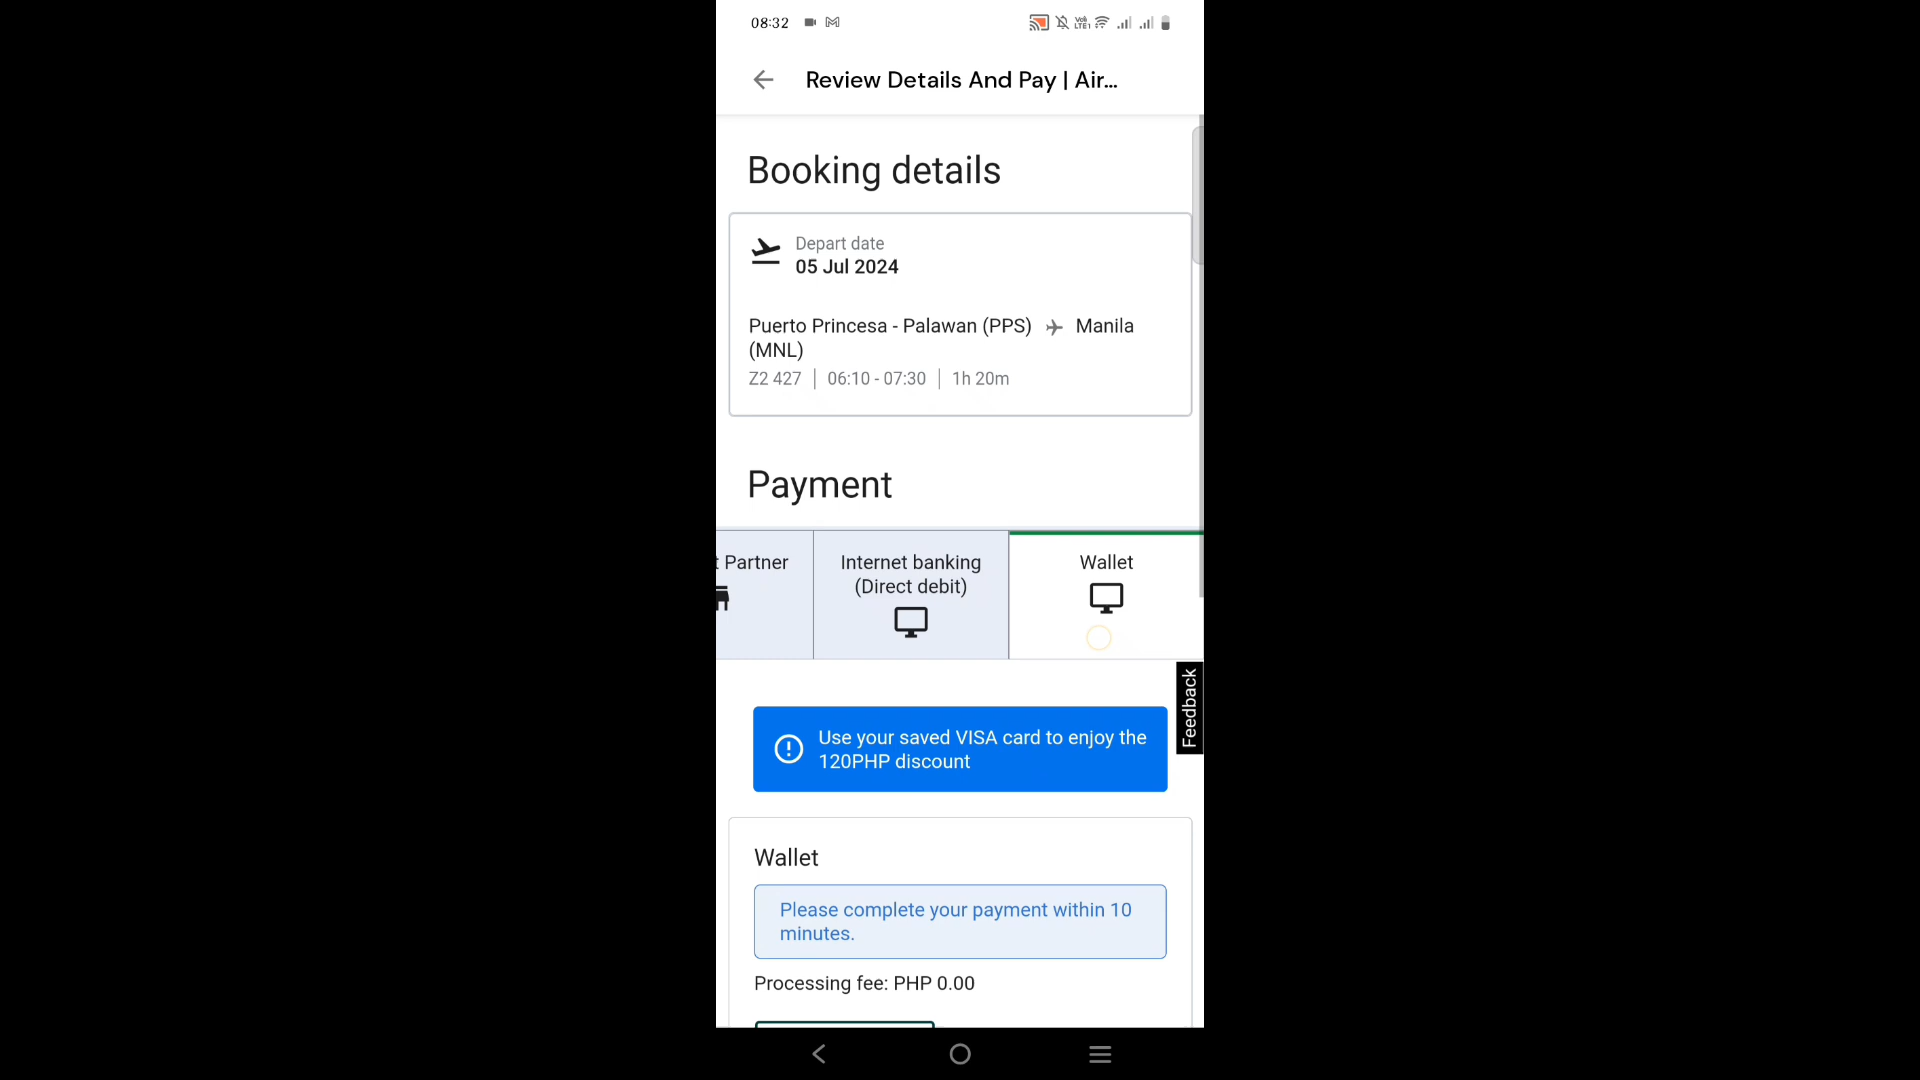 08:32
Review Details And Pay | Air...
Booking details
Depart date
05 Jul 2024
Puerto Princesa - Palawan (PPS) Manila
(MNL)
Z2 427 | 06:10 - 07:30 | 1h 20m
Payment
t Partner
Internet banking
(Direct debit)
Wallet
Feedback
Use your saved VISA card to enjoy the
120PHP discount
Wallet
Please complete your payment within 10
minutes.
Processing fee: PHP 0.00